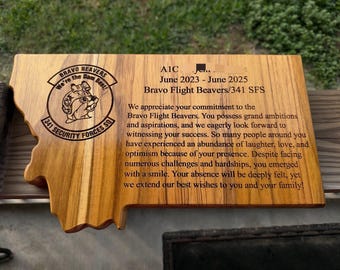 BRAVO BEAVERS
We're the Dam Best!
341 SECURITY FORCES SQ
A1C
June 2023 - June 2025
Bravo Flight Beavers/341 SFS
We appreciate your commitment to the
Bravo Flight Beavers. You possess grand ambitions
and aspirations, and we eagerly look forward to
witnessing your success. So many people around you
have experienced an abundance of laughter, love, and
optimism because of your presence. Despite facing
numerous challenges and hardships, you emerged
with a smile. Your absence will be deeply felt, yet
we extend our best wishes to you and your family!